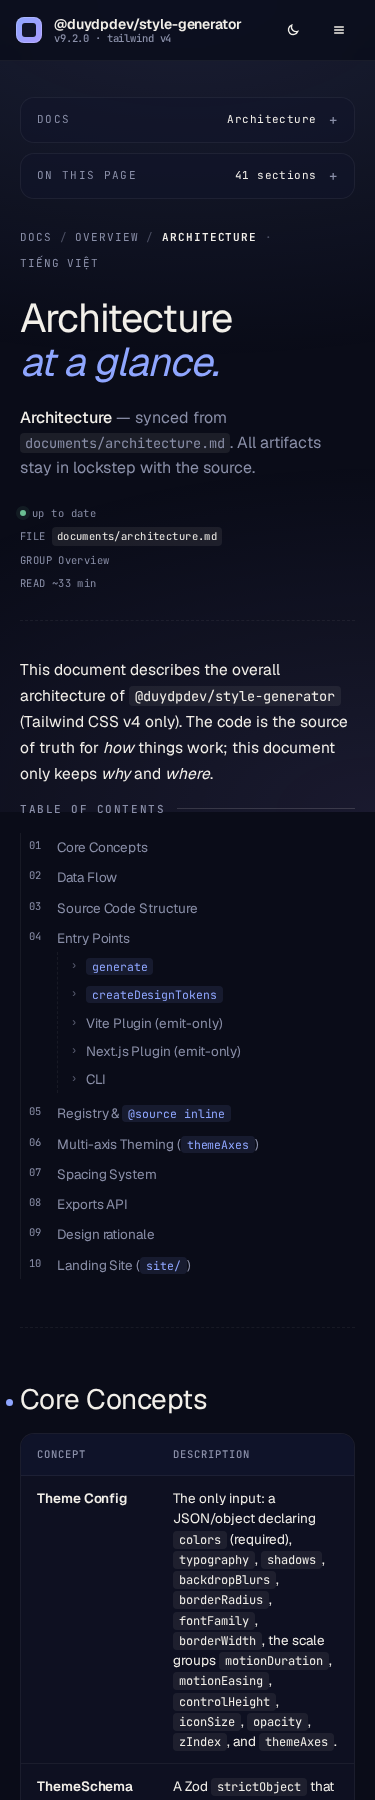 @duydpdev/style-generator
v9.2.0 · tailwind v4
DOCS Architecture +
ON THIS PAGE 41 sections +
DOCS / OVERVIEW / ARCHITECTURE ·
TIẾNG VIỆT
Architecture
at a glance.
Architecture — synced from
documents/architecture.md. All artifacts
stay in lockstep with the source.
up to date
FILE documents/architecture.md
GROUP Overview
READ ~33 min
This document describes the overall
architecture of @duydpdev/style-generator
(Tailwind CSS v4 only). The code is the source
of truth for how things work; this document
only keeps why and where.
TABLE OF CONTENTS
01 Core Concepts
02 Data Flow
03 Source Code Structure
04 Entry Points
› generate
› createDesignTokens
› Vite Plugin (emit-only)
› Next.js Plugin (emit-only)
› CLI
05 Registry & @source inline
06 Multi-axis Theming (themeAxes)
07 Spacing System
08 Exports API
09 Design rationale
10 Landing Site (site/)
Core Concepts
CONCEPT DESCRIPTION
Theme Config The only input: a
JSON/object declaring
colors (required),
typography, shadows,
backdropBlurs,
borderRadius,
fontFamily,
borderWidth, the scale
groups motionDuration,
motionEasing,
controlHeight,
iconSize, opacity,
zIndex, and themeAxes.
ThemeSchema A Zod strictObject that